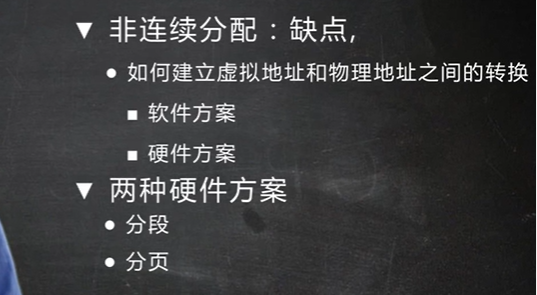 ▼ 非连续分配：缺点,
● 如何建立虚拟地址和物理地址之间的转换
■ 软件方案
■ 硬件方案
▼ 两种硬件方案
● 分段
● 分页